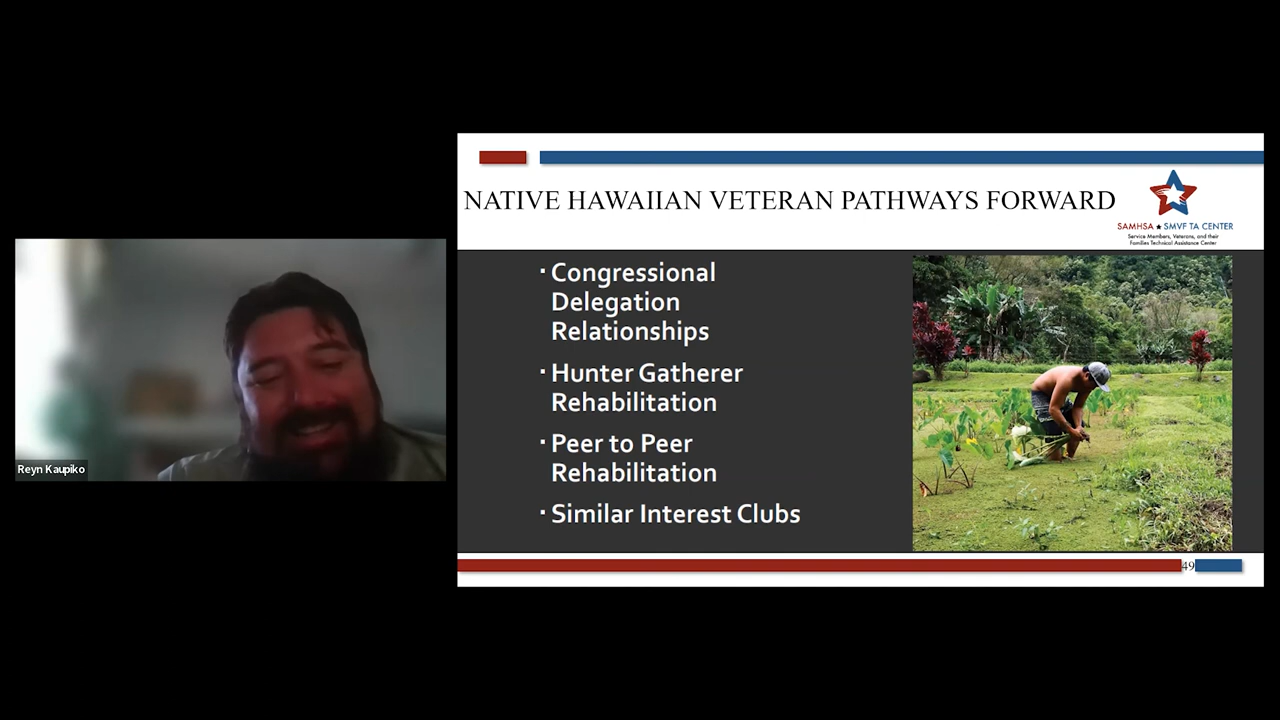 NATIVE HAWAIIAN VETERAN PATHWAYS FORWARD
SAMHSA ★ SMVF TA CENTER
Service Members, Veterans, and their
Families Technical Assistance Center
▪ Congressional
Delegation
Relationships
▪ Hunter Gatherer
Rehabilitation
▪ Peer to Peer
Rehabilitation
▪ Similar Interest Clubs
49
Reyn Kaupiko